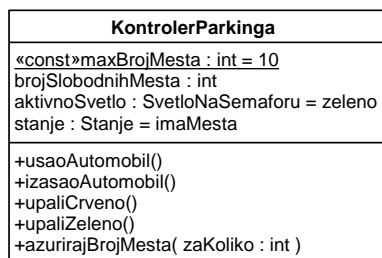 KontrolerParkinga
«const»maxBrojMesta : int = 10
brojSlobodnihMesta : int
aktivnoSvetlo : SvetloNaSemaforu = zeleno
stanje : Stanje = imaMesta
+usaoAutomobil()
+izasaoAutomobil()
+upaliCrveno()
+upaliZeleno()
+azurirajBrojMesta( zaKoliko : int )